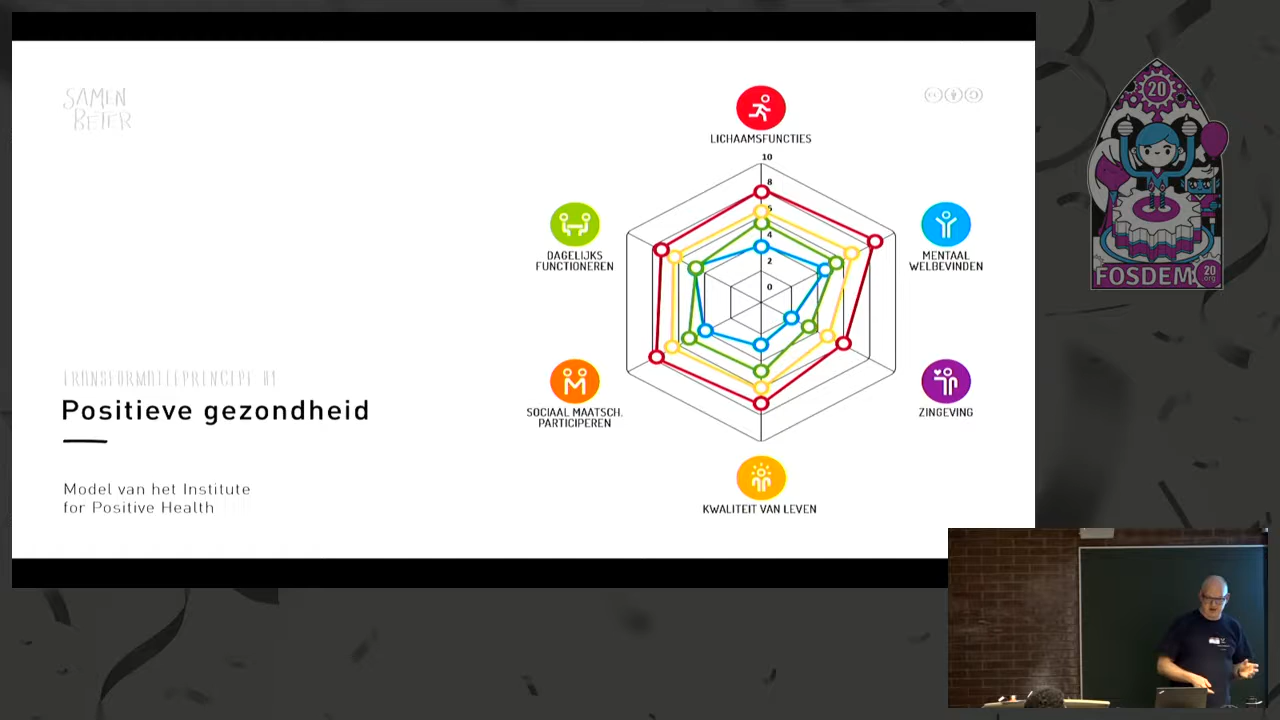 SAMEN
BETER
TRANSFORMATIEPRINCIPE 01
Positieve gezondheid
Model van het Institute
for Positive Health
LICHAAMSFUNCTIES
10
8
6
4
2
0
DAGELIJKS
FUNCTIONEREN
MENTAAL
WELBEVINDEN
SOCIAAL MAATSCH.
PARTICIPEREN
ZINGEVING
KWALITEIT VAN LEVEN
20
FOSDEM
20
.org